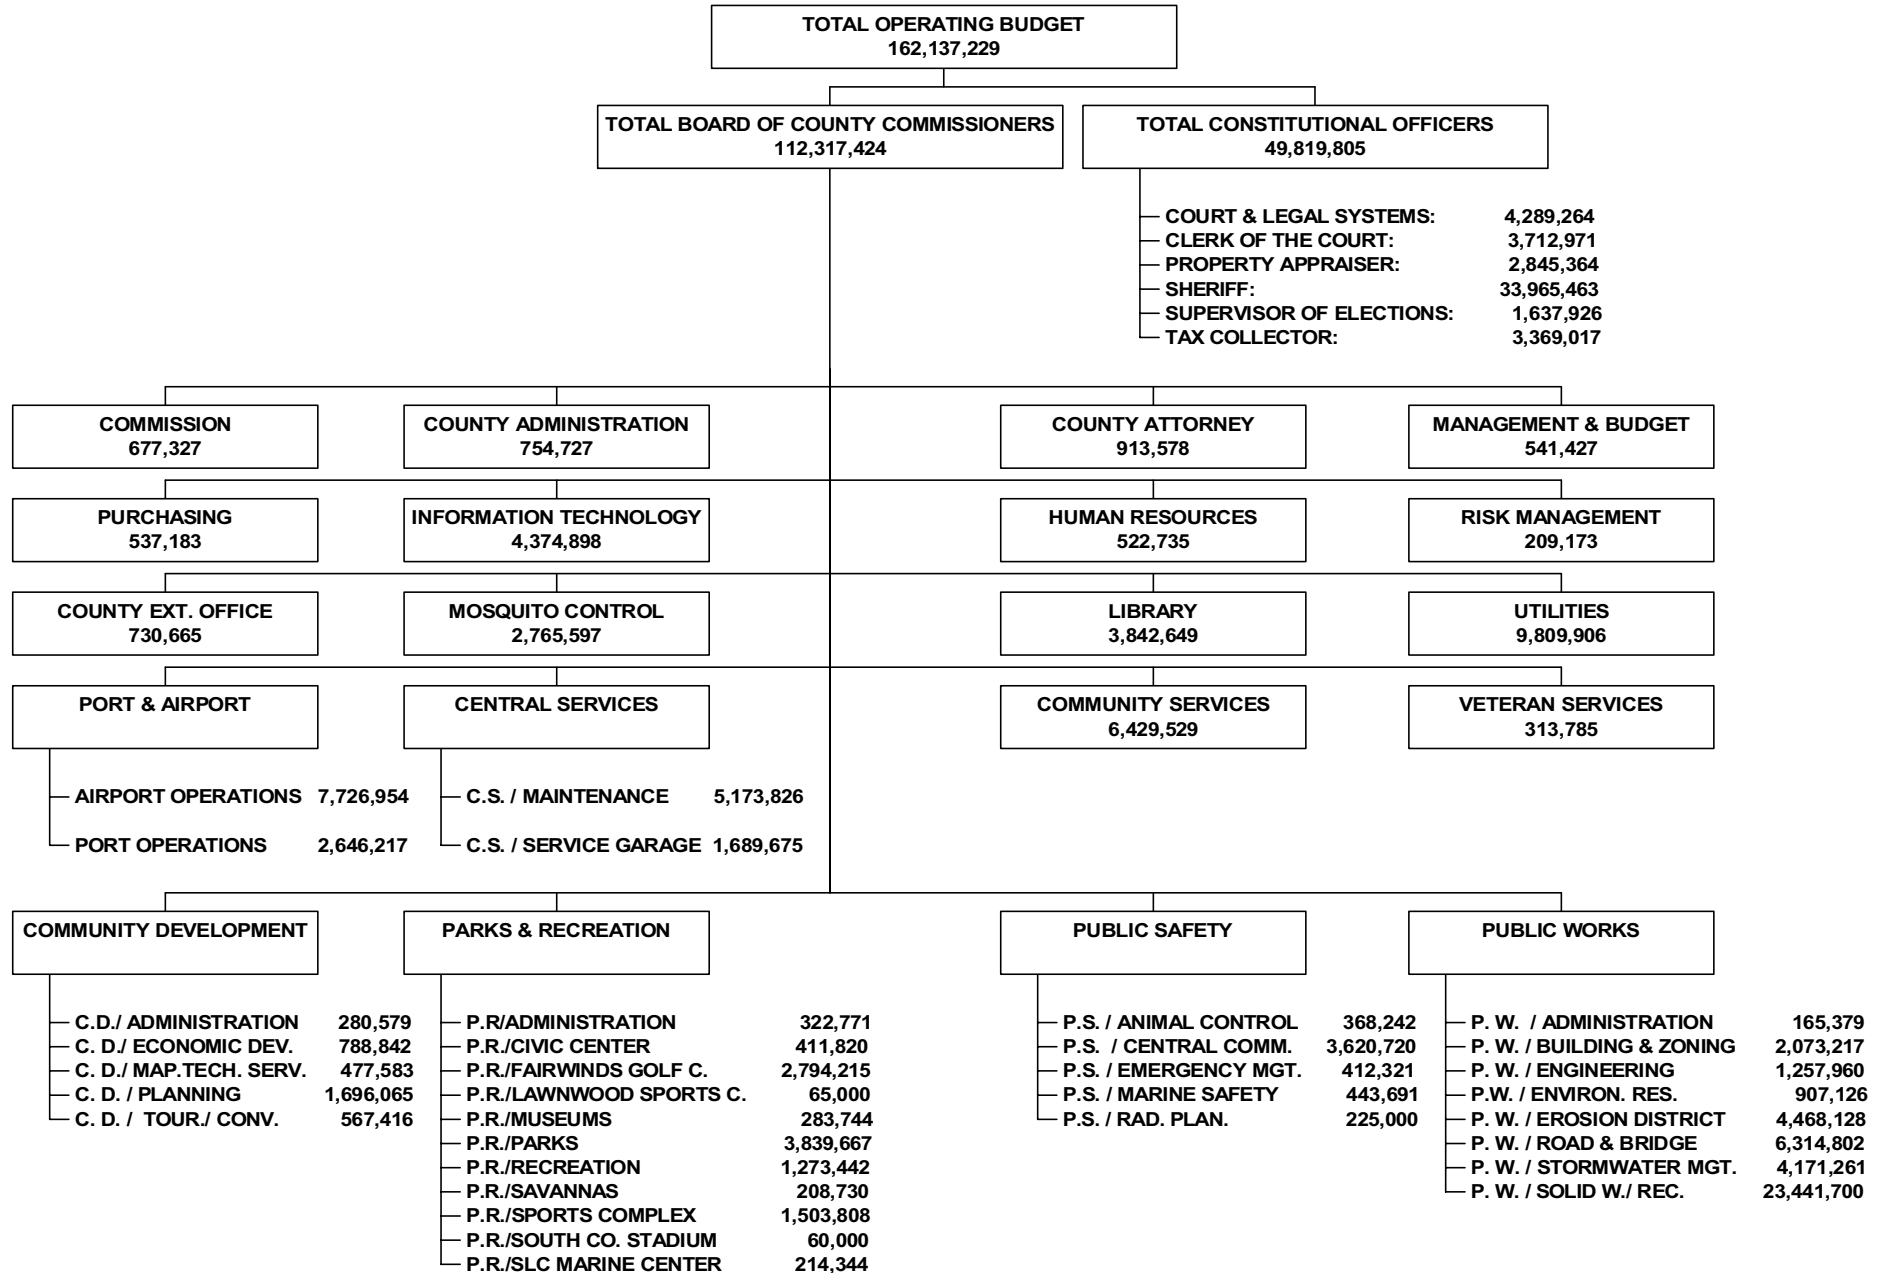 TOTAL OPERATING BUDGET
162,137,229
TOTAL BOARD OF COUNTY COMMISSIONERS
112,317,424
TOTAL CONSTITUTIONAL OFFICERS
49,819,805
COURT & LEGAL SYSTEMS: 4,289,264
CLERK OF THE COURT: 3,712,971
PROPERTY APPRAISER: 2,845,364
SHERIFF: 33,965,463
SUPERVISOR OF ELECTIONS: 1,637,926
TAX COLLECTOR: 3,369,017
COMMISSION
677,327
COUNTY ADMINISTRATION
754,727
COUNTY ATTORNEY
913,578
MANAGEMENT & BUDGET
541,427
PURCHASING
537,183
INFORMATION TECHNOLOGY
4,374,898
HUMAN RESOURCES
522,735
RISK MANAGEMENT
209,173
COUNTY EXT. OFFICE
730,665
MOSQUITO CONTROL
2,765,597
LIBRARY
3,842,649
UTILITIES
9,809,906
PORT & AIRPORT
AIRPORT OPERATIONS 7,726,954
PORT OPERATIONS 2,646,217
CENTRAL SERVICES
C.S. / MAINTENANCE 5,173,826
C.S. / SERVICE GARAGE 1,689,675
COMMUNITY SERVICES
6,429,529
VETERAN SERVICES
313,785
COMMUNITY DEVELOPMENT
C.D./ ADMINISTRATION 280,579
C. D./ ECONOMIC DEV. 788,842
C. D./ MAP.TECH. SERV. 477,583
C. D. / PLANNING 1,696,065
C. D. / TOUR./ CONV. 567,416
PARKS & RECREATION
P.R/ADMINISTRATION 322,771
P.R./CIVIC CENTER 411,820
P.R./FAIRWINDS GOLF C. 2,794,215
P.R./LAWNWOOD SPORTS C. 65,000
P.R./MUSEUMS 283,744
P.R./PARKS 3,839,667
P.R./RECREATION 1,273,442
P.R./SAVANNAS 208,730
P.R./SPORTS COMPLEX 1,503,808
P.R./SOUTH CO. STADIUM 60,000
P.R./SLC MARINE CENTER 214,344
PUBLIC SAFETY
P.S. / ANIMAL CONTROL 368,242
P.S. / CENTRAL COMM. 3,620,720
P.S. / EMERGENCY MGT. 412,321
P.S. / MARINE SAFETY 443,691
P.S. / RAD. PLAN. 225,000
PUBLIC WORKS
P. W. / ADMINISTRATION 165,379
P. W. / BUILDING & ZONING 2,073,217
P. W. / ENGINEERING 1,257,960
P.W. / ENVIRON. RES. 907,126
P. W. / EROSION DISTRICT 4,468,128
P. W. / ROAD & BRIDGE 6,314,802
P. W. / STORMWATER MGT. 4,171,261
P. W. / SOLID W./ REC. 23,441,700